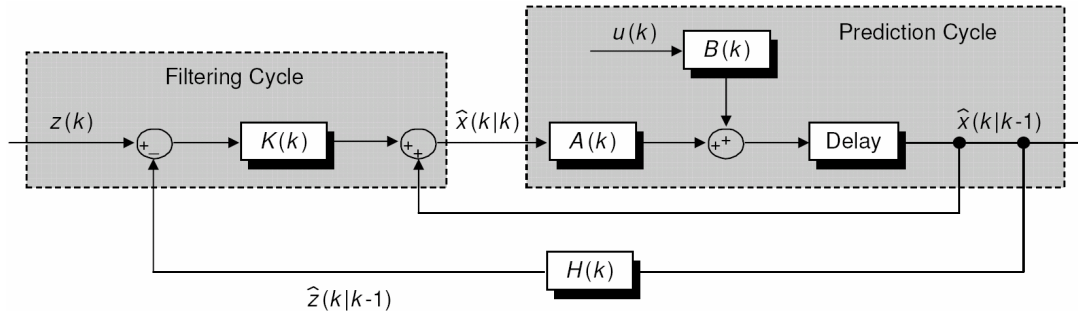 Prediction Cycle
u(k)
B(k)
Filtering Cycle
z(k)
+
−
K(k)
+
+
x̂(k|k)
A(k)
+
+
Delay
x̂(k|k-1)
H(k)
ẑ(k|k-1)